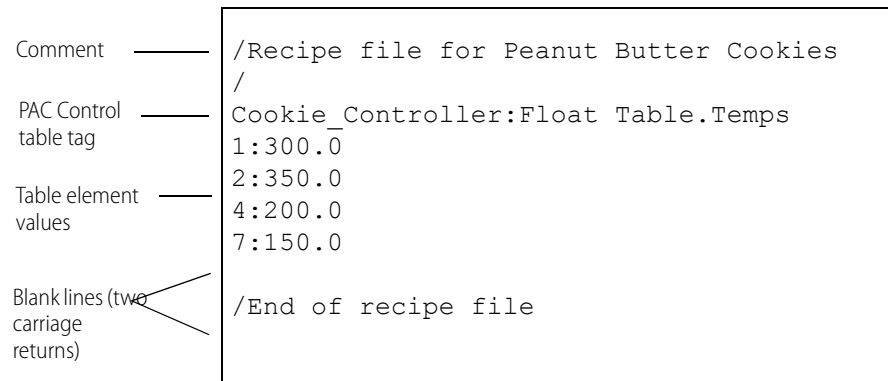 Comment
/Recipe file for Peanut Butter Cookies
/
PAC Control
table tag
Cookie_Controller:Float Table.Temps
1:300.0
2:350.0
4:200.0
7:150.0
Table element
values
Blank lines (two
carriage
returns)
/End of recipe file